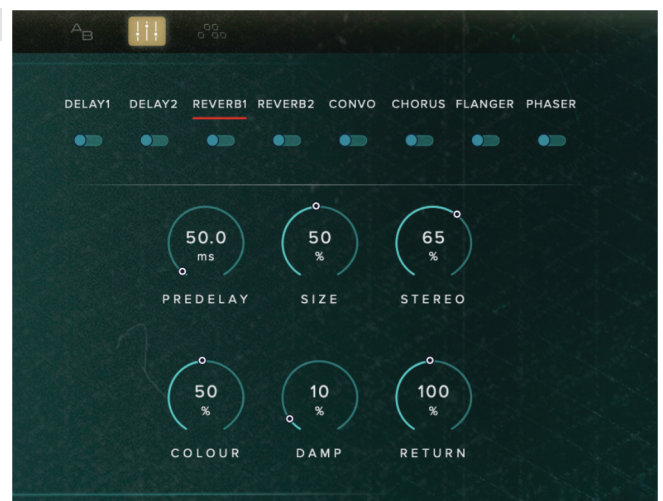 AB
DELAY1 DELAY2 REVERB1 REVERB2 CONVO CHORUS FLANGER PHASER
50.0 50 65
ms % %
PREDELAY SIZE STEREO
50 10 100
% % %
COLOUR DAMP RETURN